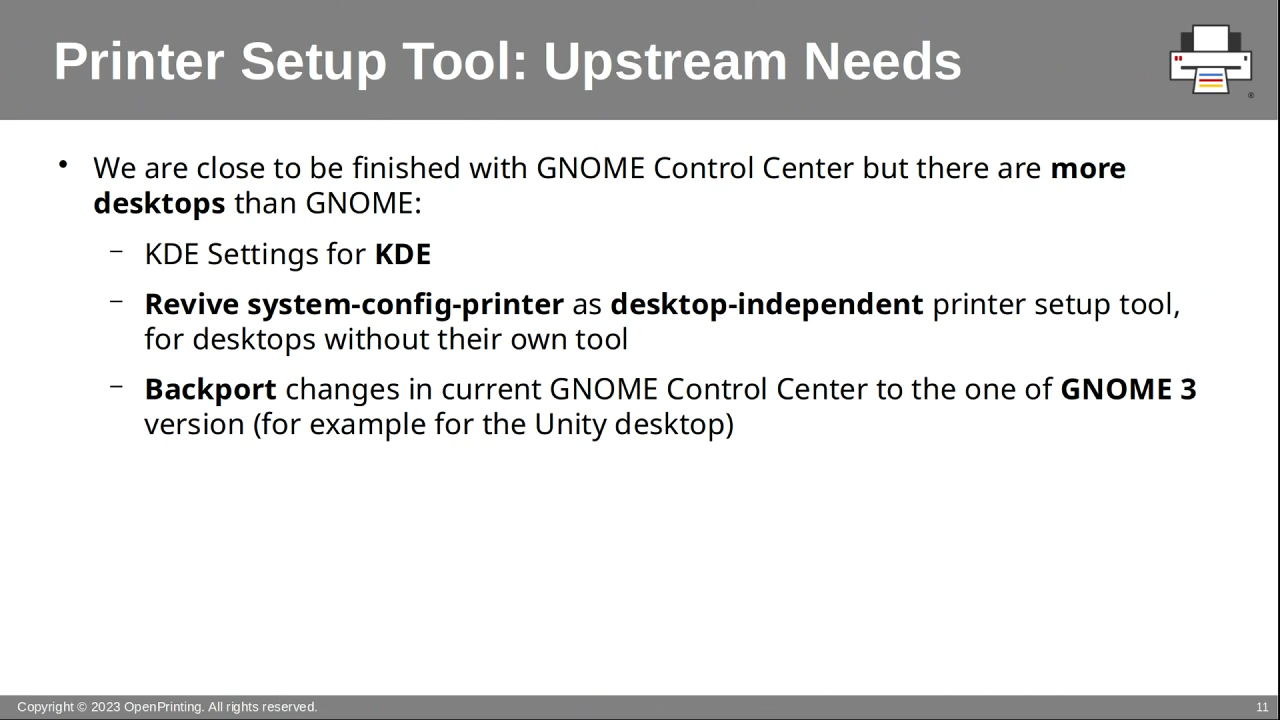 Printer Setup Tool: Upstream Needs
®
• We are close to be finished with GNOME Control Center but there are more
desktops than GNOME:
– KDE Settings for KDE
– Revive system-config-printer as desktop-independent printer setup tool,
for desktops without their own tool
– Backport changes in current GNOME Control Center to the one of GNOME 3
version (for example for the Unity desktop)
Copyright © 2023 OpenPrinting. All rights reserved.
11